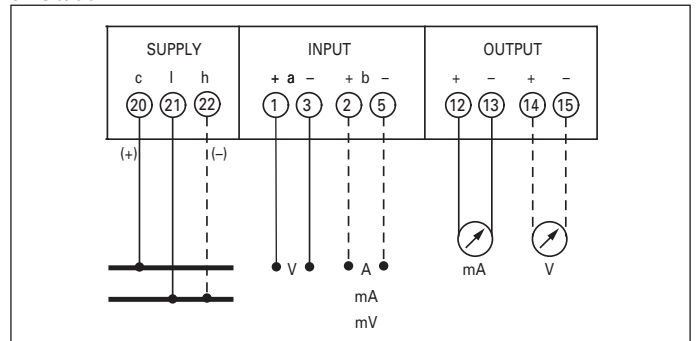 SUPPLY INPUT OUTPUT
c l h + a − + b − + − + −
20 21 22 1 3 2 5 12 13 14 15
(+) (−)
V A mA V
mA
mV